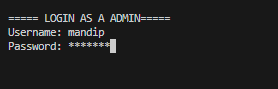 ===== LOGIN AS A ADMIN=====
Username: mandip
Password: *******